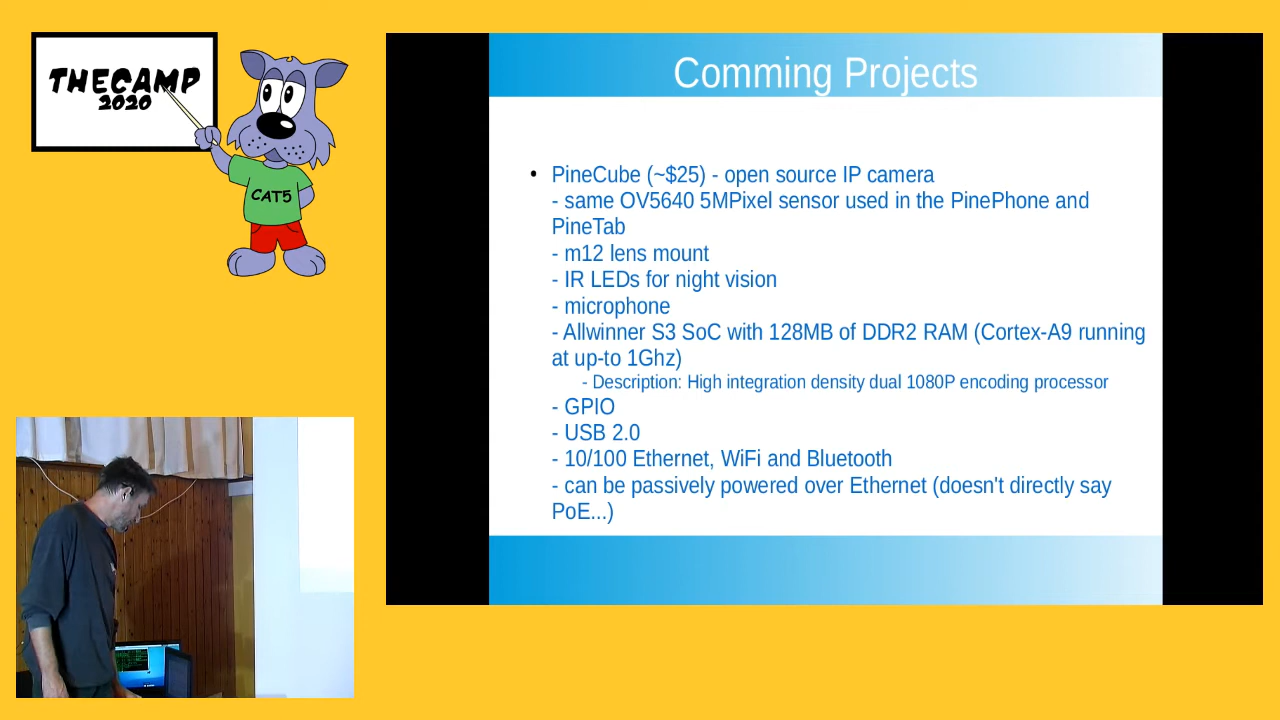 THECAMP
2020
CAT5
Comming Projects
• PineCube (~$25) - open source IP camera
- same OV5640 5MPixel sensor used in the PinePhone and
PineTab
- m12 lens mount
- IR LEDs for night vision
- microphone
- Allwinner S3 SoC with 128MB of DDR2 RAM (Cortex-A9 running
at up-to 1Ghz)
- Description: High integration density dual 1080P encoding processor
- GPIO
- USB 2.0
- 10/100 Ethernet, WiFi and Bluetooth
- can be passively powered over Ethernet (doesn't directly say
PoE...)